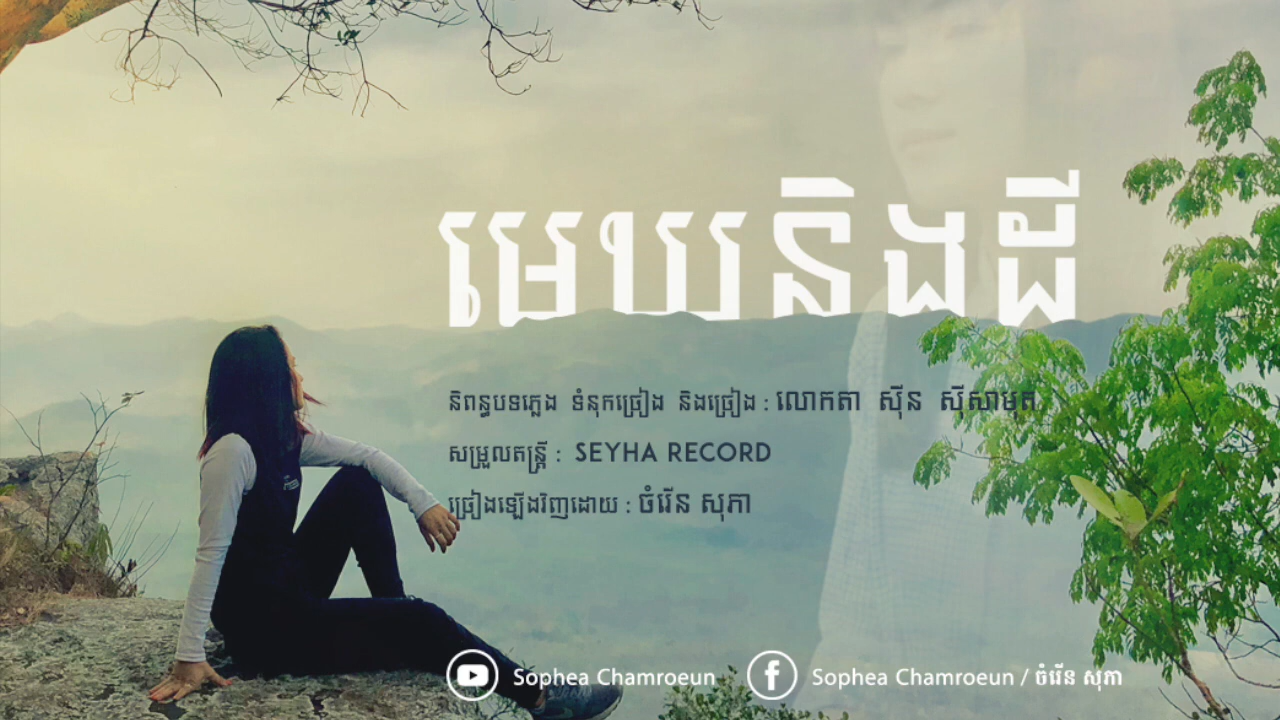 មេឃនិងដី
និពន្ធបទភ្លេង ទំនុកច្រៀង និងច្រៀង : លោកតា ស៊ីន ស៊ីសាមុត
សម្រួលតន្ត្រី : SEYHA RECORD
ច្រៀងឡើងវិញដោយ : ចំរើន សុភា
Sophea Chamroeun
f Sophea Chamroeun / ចំរើន សុភា